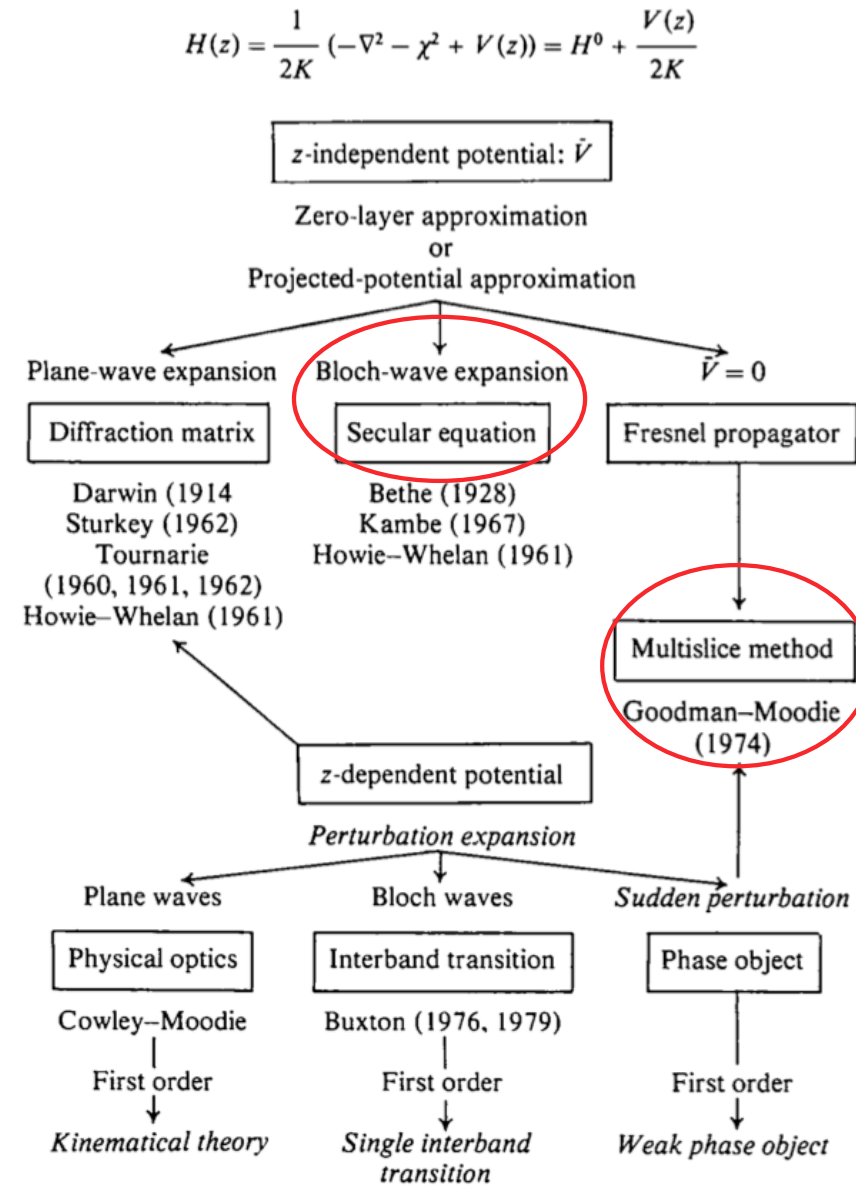 H(z) = 1/2K (−∇² − χ² + V(z)) = H⁰ + V(z)/2K
z-independent potential: V̄
Zero-layer approximation
or
Projected-potential approximation
Plane-wave expansion
Diffraction matrix
Darwin (1914
Sturkey (1962)
Tournarie
(1960, 1961, 1962)
Howie–Whelan (1961)
Bloch-wave expansion
Secular equation
Bethe (1928)
Kambe (1967)
Howie–Whelan (1961)
V̄ = 0
Fresnel propagator
Multislice method
Goodman–Moodie
(1974)
z-dependent potential
Perturbation expansion
Plane waves
Physical optics
Cowley–Moodie
First order
Kinematical theory
Bloch waves
Interband transition
Buxton (1976, 1979)
First order
Single interband
transition
Sudden perturbation
Phase object
First order
Weak phase object